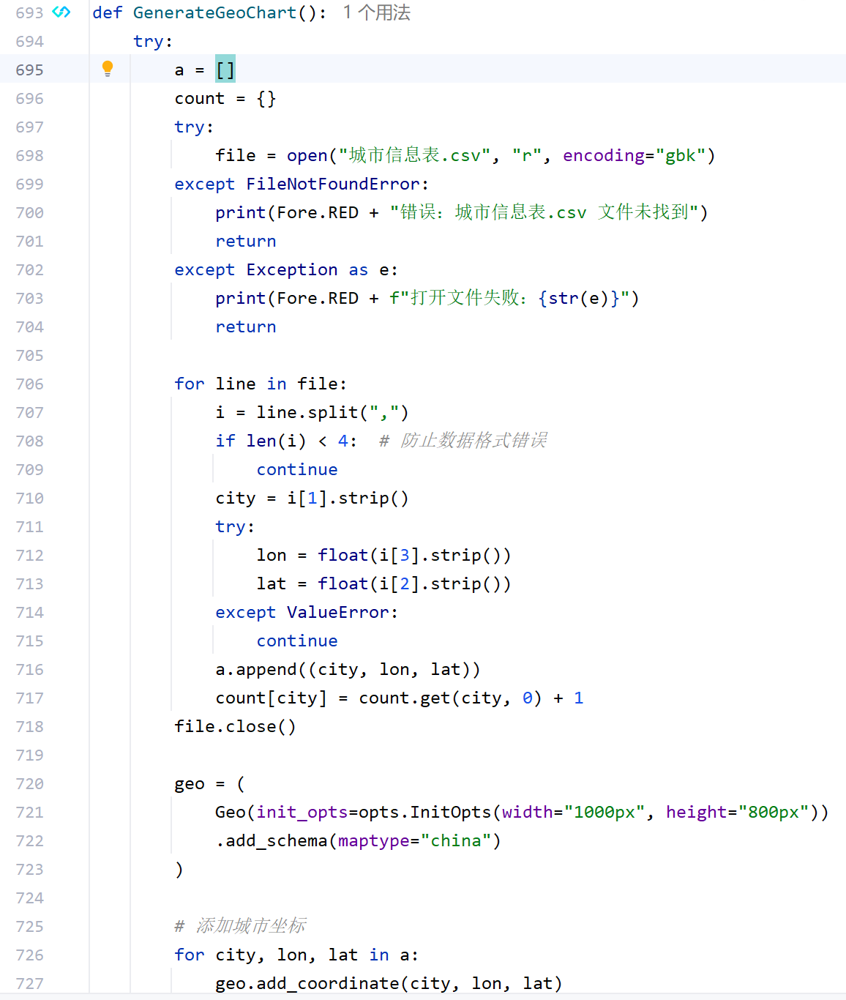 693 def GenerateGeoChart(): 1 个用法
694 try:
695 a = []
696 count = {}
697 try:
698 file = open("城市信息表.csv", "r", encoding="gbk")
699 except FileNotFoundError:
700 print(Fore.RED + "错误：城市信息表.csv 文件未找到")
701 return
702 except Exception as e:
703 print(Fore.RED + f"打开文件失败：{str(e)}")
704 return
705
706 for line in file:
707 i = line.split(",")
708 if len(i) < 4: # 防止数据格式错误
709 continue
710 city = i[1].strip()
711 try:
712 lon = float(i[3].strip())
713 lat = float(i[2].strip())
714 except ValueError:
715 continue
716 a.append((city, lon, lat))
717 count[city] = count.get(city, 0) + 1
718 file.close()
719
720 geo = (
721 Geo(init_opts=opts.InitOpts(width="1000px", height="800px"))
722 .add_schema(maptype="china")
723 )
724
725 # 添加城市坐标
726 for city, lon, lat in a:
727 geo.add_coordinate(city, lon, lat)